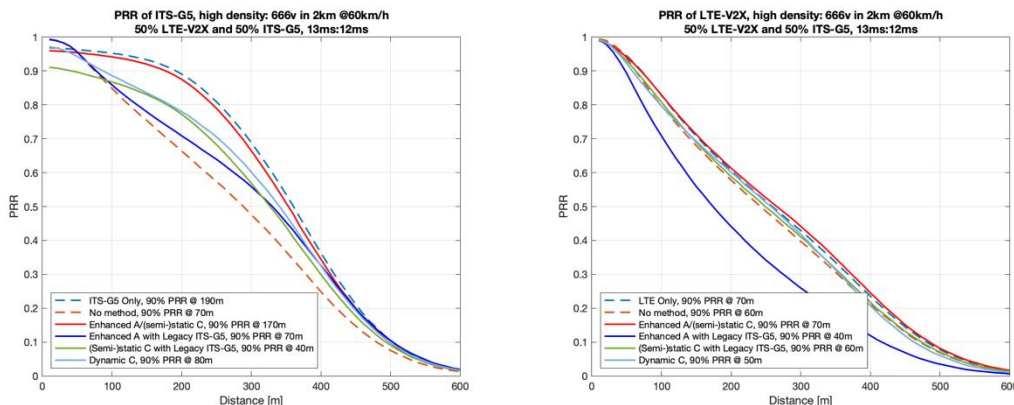 PRR of ITS-G5, high density: 666v in 2km @60km/h
50% LTE-V2X and 50% ITS-G5, 13ms:12ms
1
0.9
0.8
0.7
0.6
0.5
0.4
0.3
0.2
0.1
0
PRR
ITS-G5 Only, 90% PRR @ 190m
No method, 90% PRR @ 70m
Enhanced A/(semi-)static C, 90% PRR @ 170m
Enhanced A with Legacy ITS-G5, 90% PRR @ 70m
(Semi-)static C with Legacy ITS-G5, 90% PRR @ 40m
Dynamic C, 90% PRR @ 80m
0 100 200 300 400 500 600
Distance [m]
PRR of LTE-V2X, high density: 666v in 2km @60km/h
50% LTE-V2X and 50% ITS-G5, 13ms:12ms
1
0.9
0.8
0.7
0.6
0.5
0.4
0.3
0.2
0.1
0
PRR
LTE Only, 90% PRR @ 70m
No method, 90% PRR @ 60m
Enhanced A/(semi-)static C, 90% PRR @ 70m
Enhanced A with Legacy ITS-G5, 90% PRR @ 40m
(Semi-)static C with Legacy ITS-G5, 90% PRR @ 60m
Dynamic C, 90% PRR @ 50m
0 100 200 300 400 500 600
Distance [m]